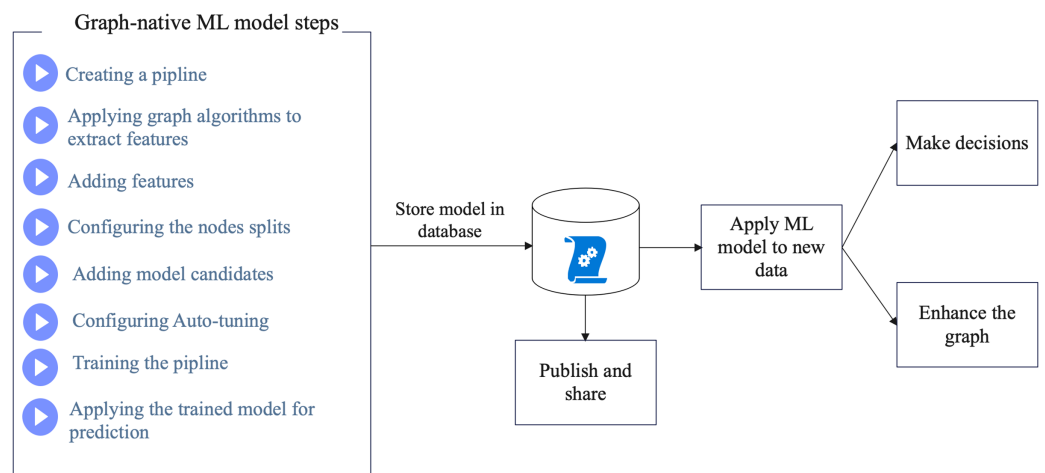 Graph-native ML model steps
Creating a pipline
Applying graph algorithms to
extract features
Adding features
Configuring the nodes splits
Adding model candidates
Configuring Auto-tuning
Training the pipline
Applying the trained model for
prediction
Store model in
database
Publish and
share
Apply ML
model to new
data
Make decisions
Enhance the
graph